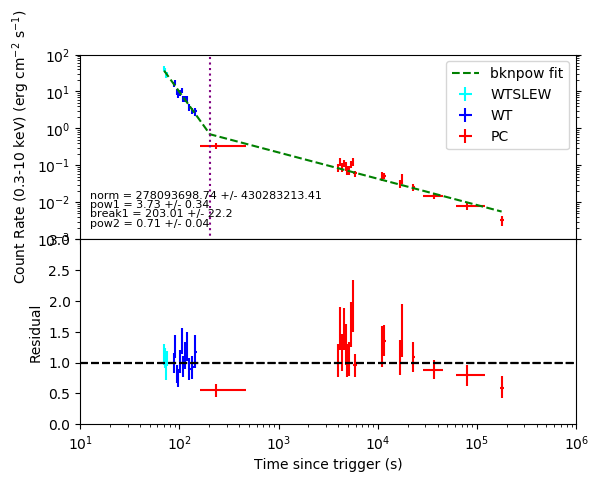 Count Rate (0.3-10 keV) (erg cm⁻² s⁻¹)
10²
10¹
10⁰
10⁻¹
10⁻²
10⁻³
bknpow fit
WTSLEW
WT
PC
norm = 278093698.74 +/- 430283213.41
pow1 = 3.73 +/- 0.34
break1 = 203.01 +/- 22.2
pow2 = 0.71 +/- 0.04
Residual
3.0
2.5
2.0
1.5
1.0
0.5
0.0
10¹ 10² 10³ 10⁴ 10⁵ 10⁶
Time since trigger (s)